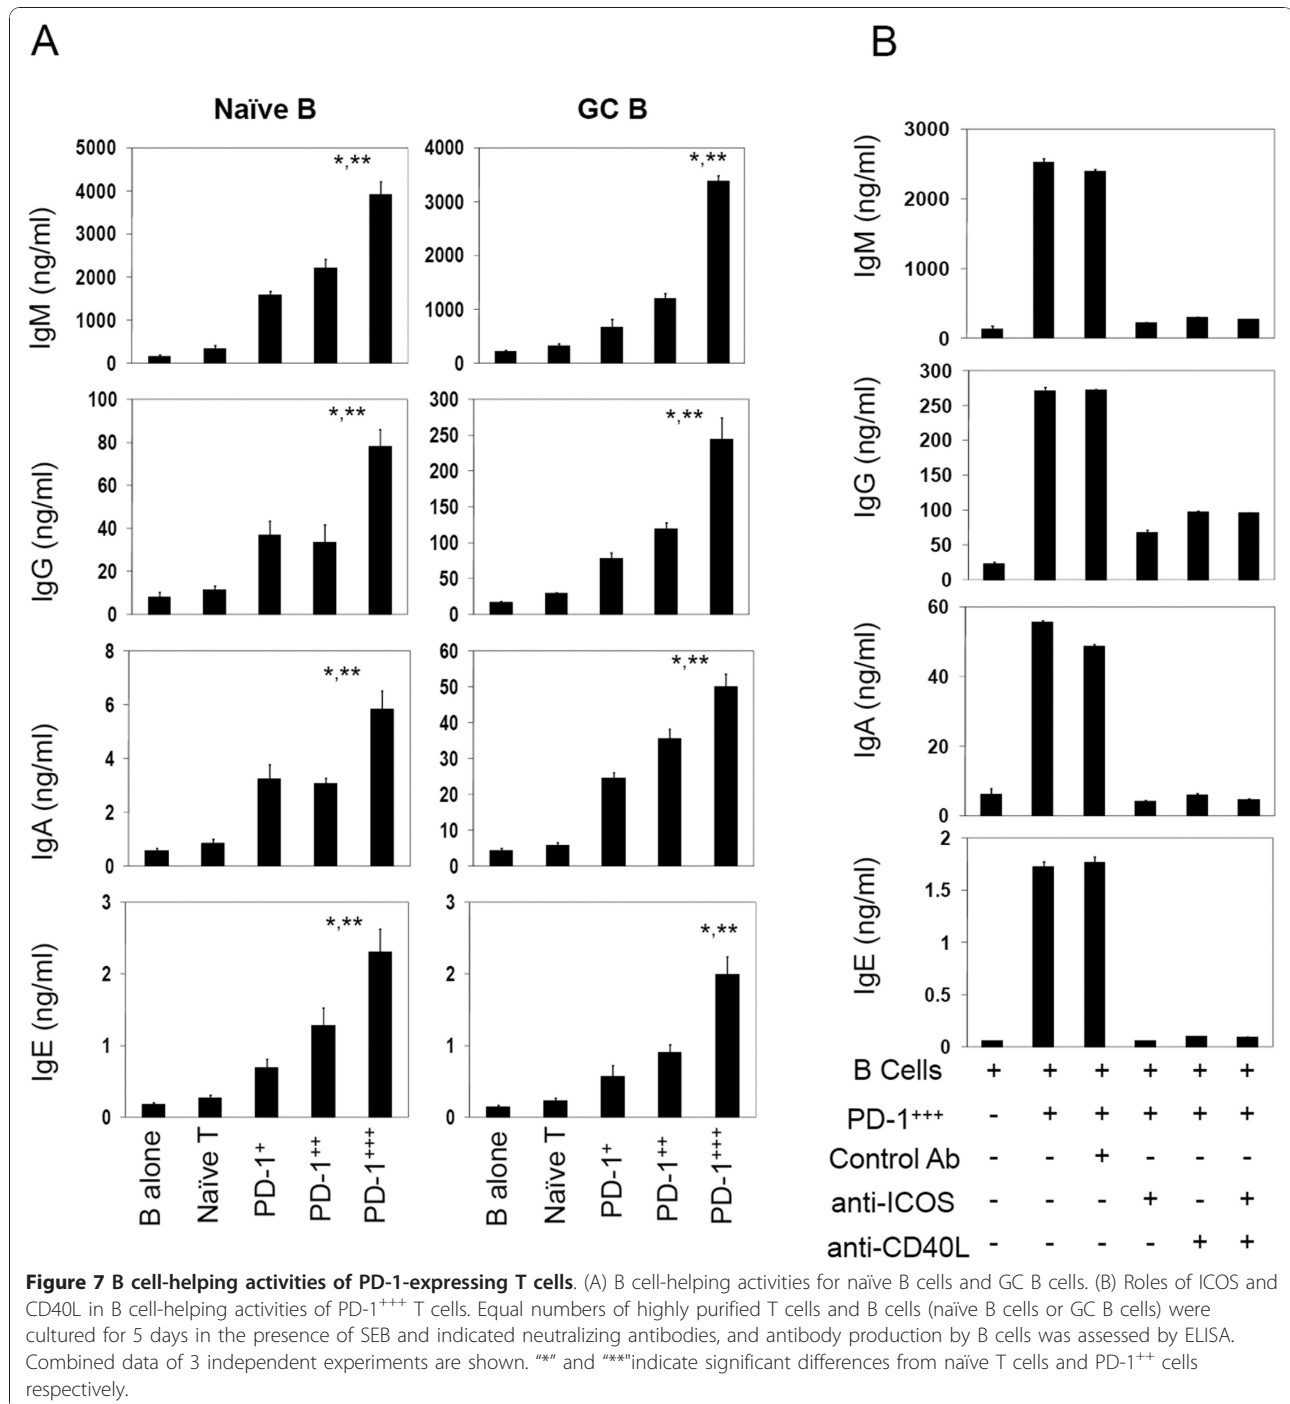 A
B
Naïve B
GC B
IgM (ng/ml)
5000
4000
3000
2000
1000
0
*,**
4000
3000
2000
1000
0
*,**
IgM (ng/ml)
3000
2000
1000
0
IgG (ng/ml)
100
80
60
40
20
0
*,**
300
250
200
150
100
50
0
*,**
IgG (ng/ml)
300
250
200
150
100
50
0
IgA (ng/ml)
8
6
4
2
0
*,**
60
50
40
30
20
10
0
*,**
IgA (ng/ml)
60
40
20
0
IgE (ng/ml)
3
2
1
0
*,**
3
2
1
0
*,**
IgE (ng/ml)
2
1.5
1
0.5
0
B alone
Naïve T
PD-1+
PD-1++
PD-1+++
B alone
Naïve T
PD-1+
PD-1++
PD-1+++
B Cells + + + + + +
PD-1+++ - + + + + +
Control Ab - - + - - -
anti-ICOS - - - + - +
anti-CD40L - - - - + +
Figure 7 B cell-helping activities of PD-1-expressing T cells. (A) B cell-helping activities for naïve B cells and GC B cells. (B) Roles of ICOS and
CD40L in B cell-helping activities of PD-1+++ T cells. Equal numbers of highly purified T cells and B cells (naïve B cells or GC B cells) were
cultured for 5 days in the presence of SEB and indicated neutralizing antibodies, and antibody production by B cells was assessed by ELISA.
Combined data of 3 independent experiments are shown. “*” and “**"indicate significant differences from naïve T cells and PD-1++ cells
respectively.